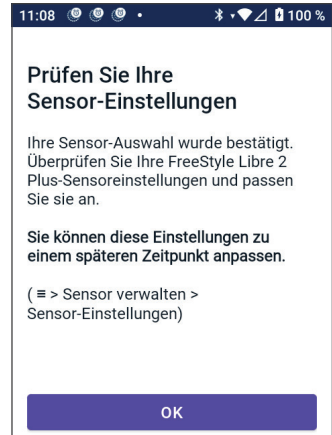 11:08 100 %
Prüfen Sie Ihre
Sensor-Einstellungen
Ihre Sensor-Auswahl wurde bestätigt.
Überprüfen Sie Ihre FreeStyle Libre 2
Plus-Sensoreinstellungen und passen
Sie sie an.
Sie können diese Einstellungen zu
einem späteren Zeitpunkt anpassen.
( ≡ > Sensor verwalten >
Sensor-Einstellungen)
OK